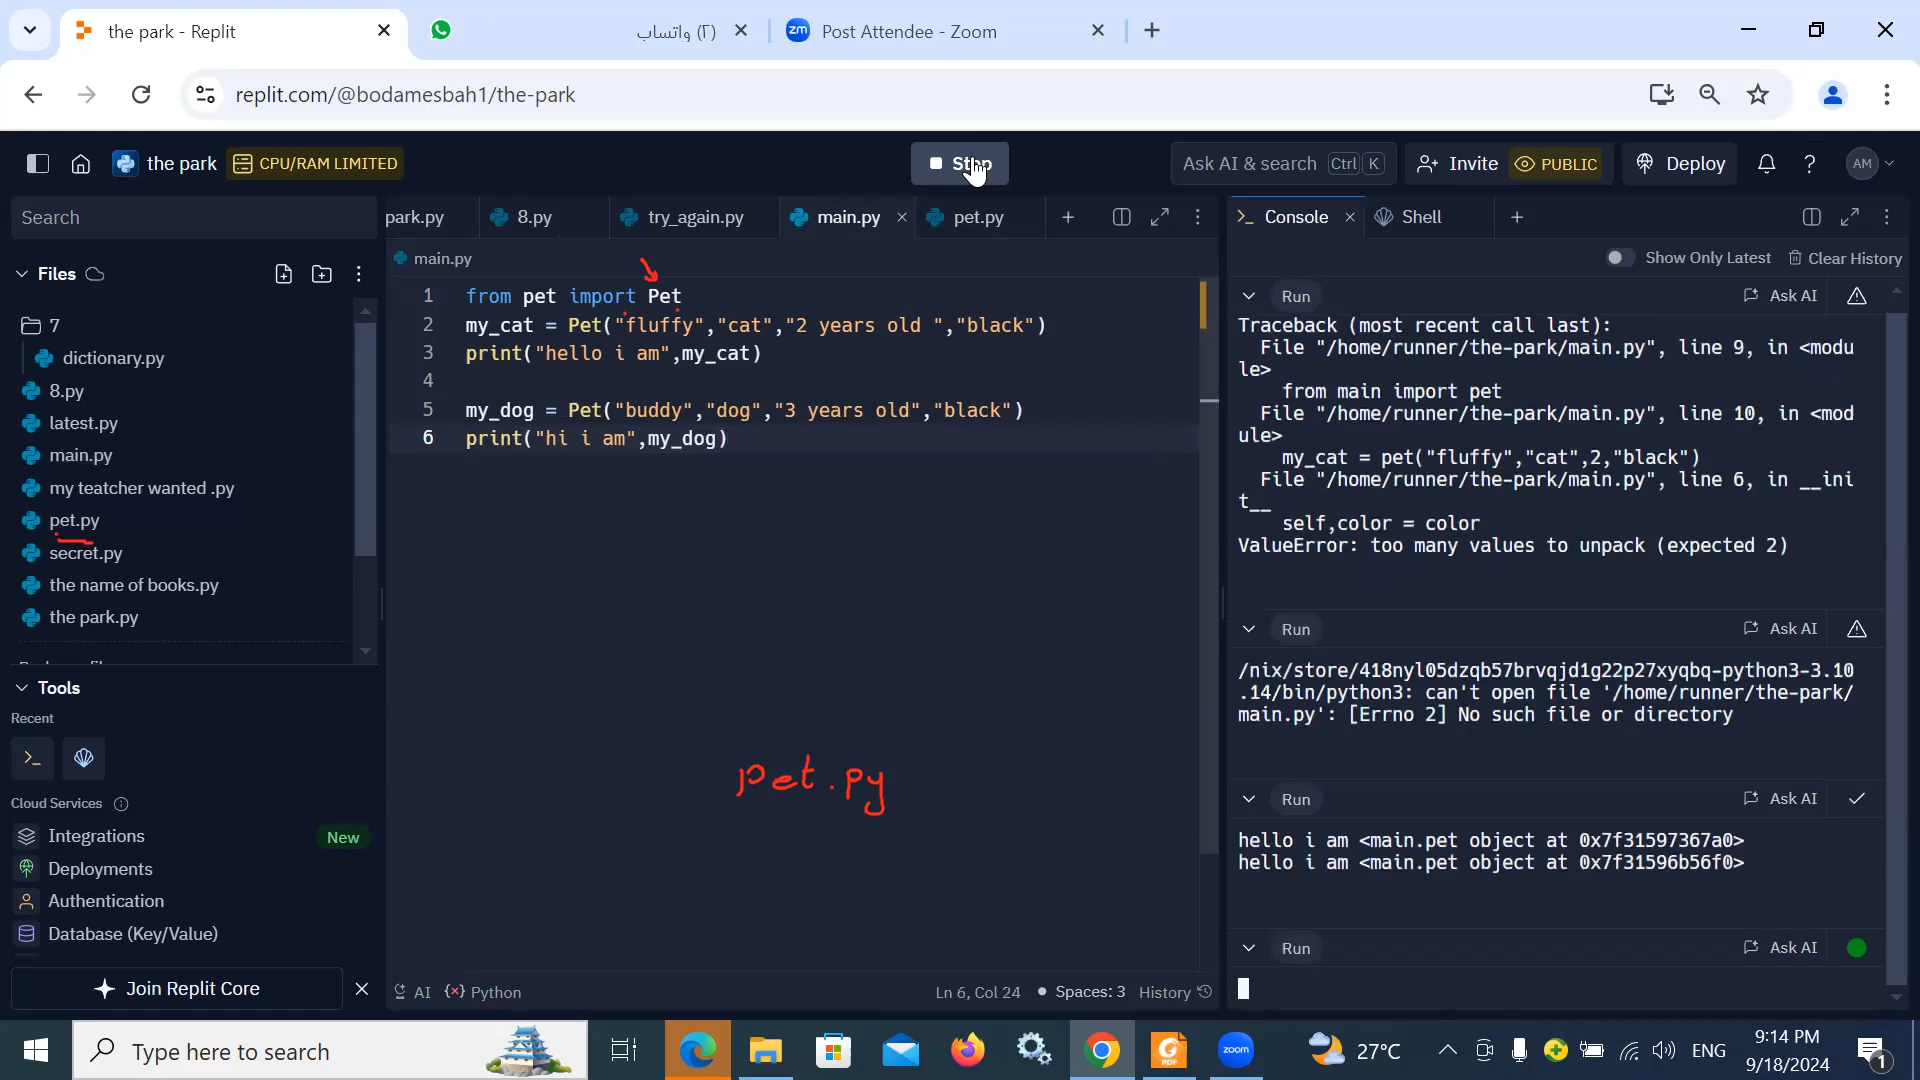 the park - Replit
واتساب (٢)
zm Post Attendee - Zoom
replit.com/@bodamesbah1/the-park
the park
CPU/RAM LIMITED
Stop
Ask AI & search Ctrl K
Invite
PUBLIC
Deploy
AM
Search
park.py
8.py
try_again.py
main.py
pet.py
Console
Shell
Files
main.py
Show Only Latest
Clear History
7
dictionary.py
8.py
latest.py
main.py
my teatcher wanted .py
pet.py
secret.py
the name of books.py
the park.py
1 from pet import Pet
2 my_cat = Pet("fluffy","cat","2 years old ","black")
3 print("hello i am",my_cat)
4
5 my_dog = Pet("buddy","dog","3 years old","black")
6 print("hi i am",my_dog)
pet.py
Run Ask AI
Traceback (most recent call last):
File "/home/runner/the-park/main.py", line 9, in <modu
le>
from main import pet
File "/home/runner/the-park/main.py", line 10, in <mod
ule>
my_cat = pet("fluffy","cat",2,"black")
File "/home/runner/the-park/main.py", line 6, in __ini
t__
self,color = color
ValueError: too many values to unpack (expected 2)
Run Ask AI
/nix/store/418nyl05dzqb57brvqjd1g22p27xyqbq-python3-3.10
.14/bin/python3: can't open file '/home/runner/the-park/
main.py': [Errno 2] No such file or directory
Run Ask AI
hello i am <main.pet object at 0x7f31597367a0>
hello i am <main.pet object at 0x7f31596b56f0>
Run Ask AI
Tools
Recent
Cloud Services
Integrations New
Deployments
Authentication
Database (Key/Value)
Join Replit Core
AI
Python
Ln 6, Col 24
Spaces: 3
History
Type here to search
PDF
zoom
27°C
ENG
9:14 PM
9/18/2024
1